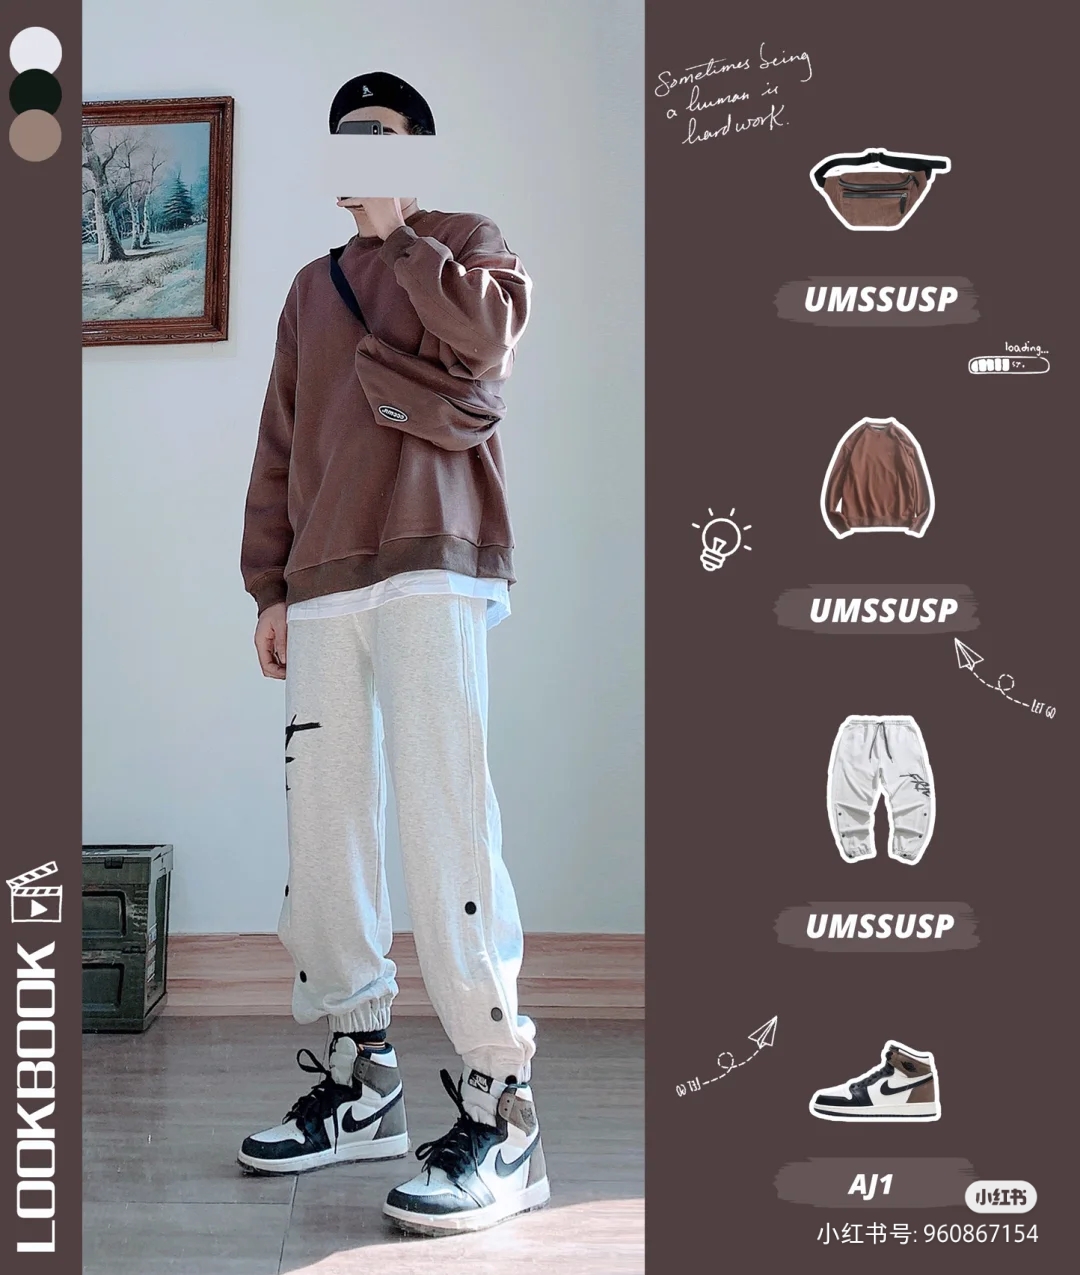 Sometimes being
a human is
hard work.
UMSSUSP
loading...
UMSSUSP
LET GO
UMSSUSP
LET GO
AJ1
小红书
小红书号: 960867154
LOOKBOOK